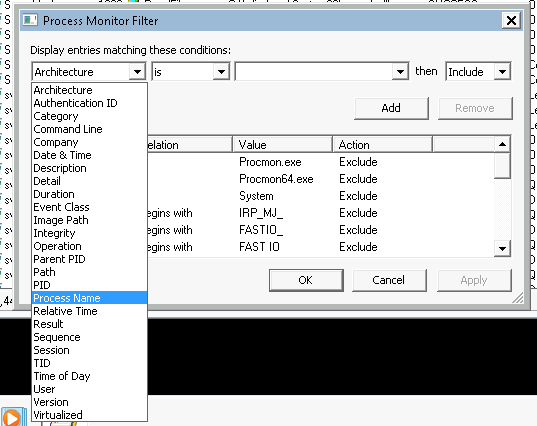 Process Monitor Filter
Display entries matching these conditions:
Architecture is then Include
Architecture
Authentication ID
Category
Command Line
Company
Date & Time
Description
Detail
Duration
Event Class
Image Path
Integrity
Operation
Parent PID
Path
PID
Process Name
Relative Time
Result
Sequence
Session
TID
Time of Day
User
Version
Virtualized
Add Remove
elation Value Action
Procmon.exe Exclude
Procmon64.exe Exclude
System Exclude
egins with IRP_MJ_ Exclude
egins with FASTIO_ Exclude
egins with FAST IO Exclude
OK Cancel Apply